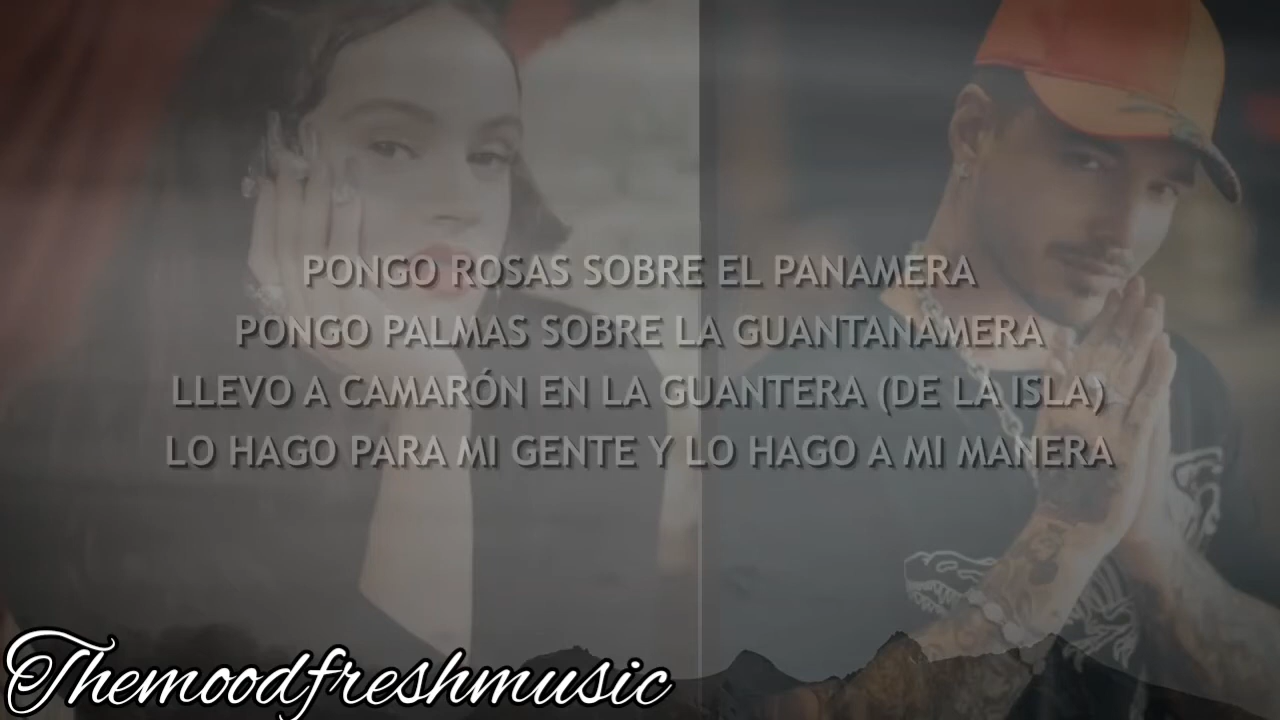 PONGO ROSAS SOBRE EL PANAMERA
PONGO PALMAS SOBRE LA GUANTANAMERA
LLEVO A CAMARÓN EN LA GUANTERA (DE LA ISLA)
LO HAGO PARA MI GENTE Y LO HAGO A MI MANERA
Themoodfreshmusic